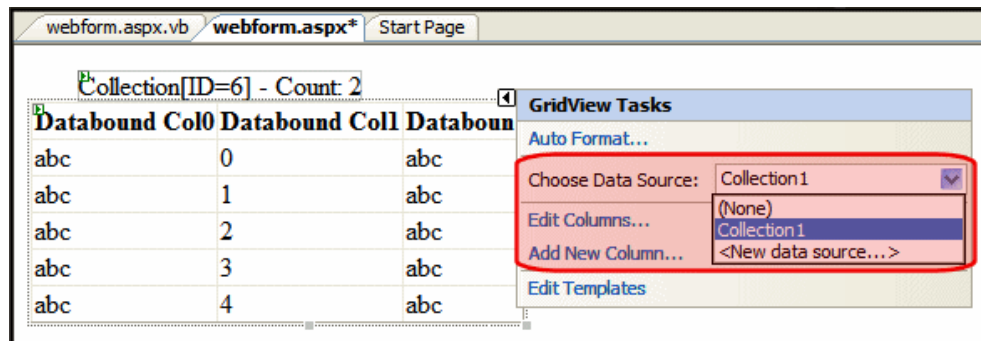 webform.aspx.vb webform.aspx* Start Page
Collection[ID=6] - Count: 2
Databound Col0 Databound Col1 Databoun
abc 0 abc
abc 1 abc
abc 2 abc
abc 3 abc
abc 4 abc
GridView Tasks
Auto Format...
Choose Data Source: Collection1
(None)
Collection1
<New data source...>
Edit Columns...
Add New Column...
Edit Templates